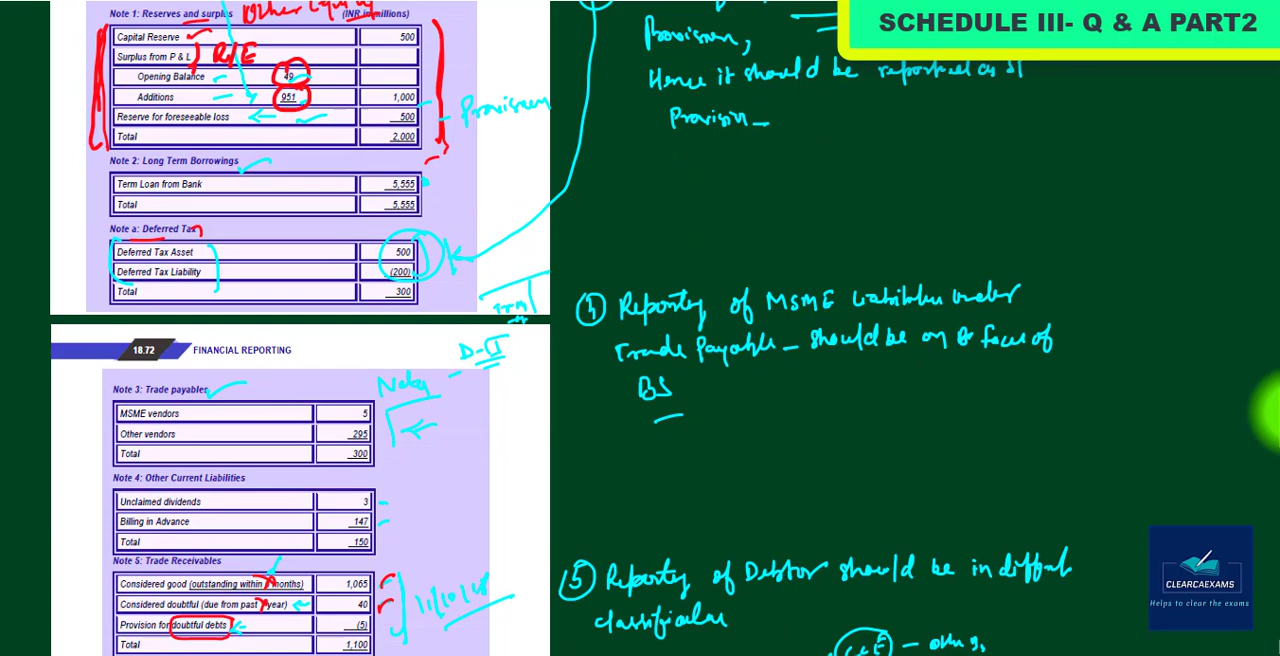 SCHEDULE III- Q & A PART2
Note 1: Reserves and surplus
Other Equity
(INR in millions)
Capital Reserve 500
Surplus from P & L
R/E
Opening Balance 49
Additions 951 1,000
Reserve for foreseeable loss 500
Provision
Total 2,000
Note 2: Long Term Borrowings
Term Loan from Bank 5,555
Total 5,555
Note a: Deferred Tax
Deferred Tax Asset 500
Deferred Tax Liability (200)
Total 300
18.72 FINANCIAL REPORTING
D-II
Notes
Note 3: Trade payables
MSME vendors 5
Other vendors 295
Total 300
Note 4: Other Current Liabilities
Unclaimed dividends 3
Billing in Advance 147
Total 150
Note 5: Trade Receivables
Considered good (outstanding within months) 1,065
Considered doubtful (due from past year) 40
Provision for doubtful debts (5)
Total 1,100
11/10/18
Provision,
Hence it should be reported as
Provision
4 Reporting of MSME liabilities under
Trade Payable - should be on face of
BS
5 Reporting of Debtor should be in different
classification
CLEARCAEXAMS
Helps to clear the exams